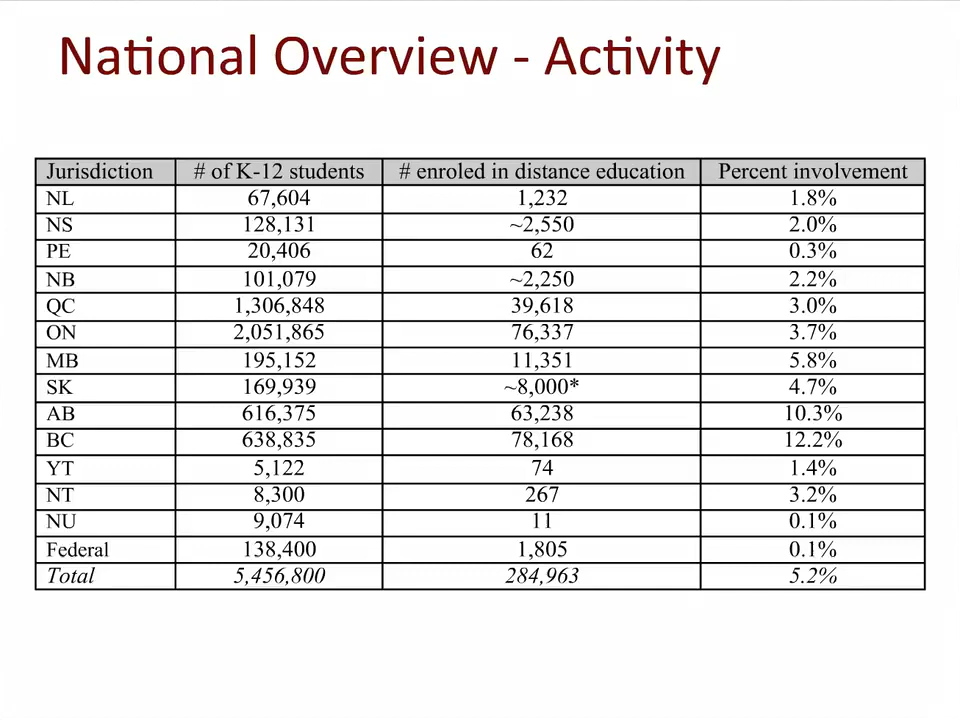 National Overview - Activity
Jurisdiction # of K-12 students # enroled in distance education Percent involvement
NL 67,604 1,232 1.8%
NS 128,131 ~2,550 2.0%
PE 20,406 62 0.3%
NB 101,079 ~2,250 2.2%
QC 1,306,848 39,618 3.0%
ON 2,051,865 76,337 3.7%
MB 195,152 11,351 5.8%
SK 169,939 ~8,000* 4.7%
AB 616,375 63,238 10.3%
BC 638,835 78,168 12.2%
YT 5,122 74 1.4%
NT 8,300 267 3.2%
NU 9,074 11 0.1%
Federal 138,400 1,805 0.1%
Total 5,456,800 284,963 5.2%